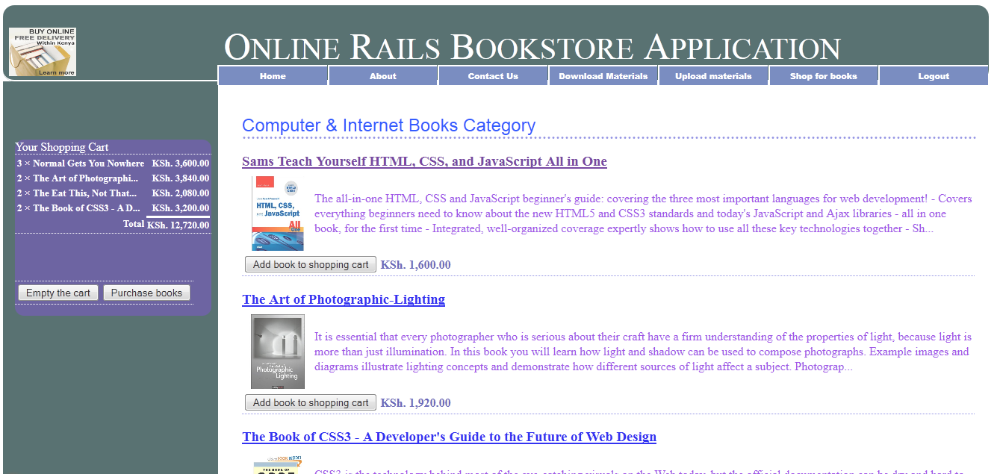 BUY ONLINE
FREE DELIVERY
Within Kenya
Learn more
Online Rails Bookstore Application
Home About Contact Us Download Materials Upload materials Shop for books Logout
Your Shopping Cart
3 × Normal Gets You Nowhere KSh. 3,600.00
2 × The Art of Photographi... KSh. 3,840.00
2 × The Eat This, Not That... KSh. 2,080.00
2 × The Book of CSS3 - A D... KSh. 3,200.00
Total KSh. 12,720.00
Empty the cart Purchase books
Computer & Internet Books Category
Sams Teach Yourself HTML, CSS, and JavaScript All in One
HTML, CSS,
JavaScript
All
The all-in-one HTML, CSS and JavaScript beginner's guide: covering the three most important languages for web development! - Covers
everything beginners need to know about the new HTML5 and CSS3 standards and today's JavaScript and Ajax libraries - all in one
book, for the first time - Integrated, well-organized coverage expertly shows how to use all these key technologies together - Sh...
Add book to shopping cart KSh. 1,600.00
The Art of Photographic-Lighting
The Art of
Photographic
Lighting
It is essential that every photographer who is serious about their craft have a firm understanding of the properties of light, because light is
more than just illumination. In this book you will learn how light and shadow can be used to compose photographs. Example images and
diagrams illustrate lighting concepts and demonstrate how different sources of light affect a subject. Photograp...
Add book to shopping cart KSh. 1,920.00
The Book of CSS3 - A Developer's Guide to the Future of Web Design
LOOK INSIDE!
THE BOOK OF